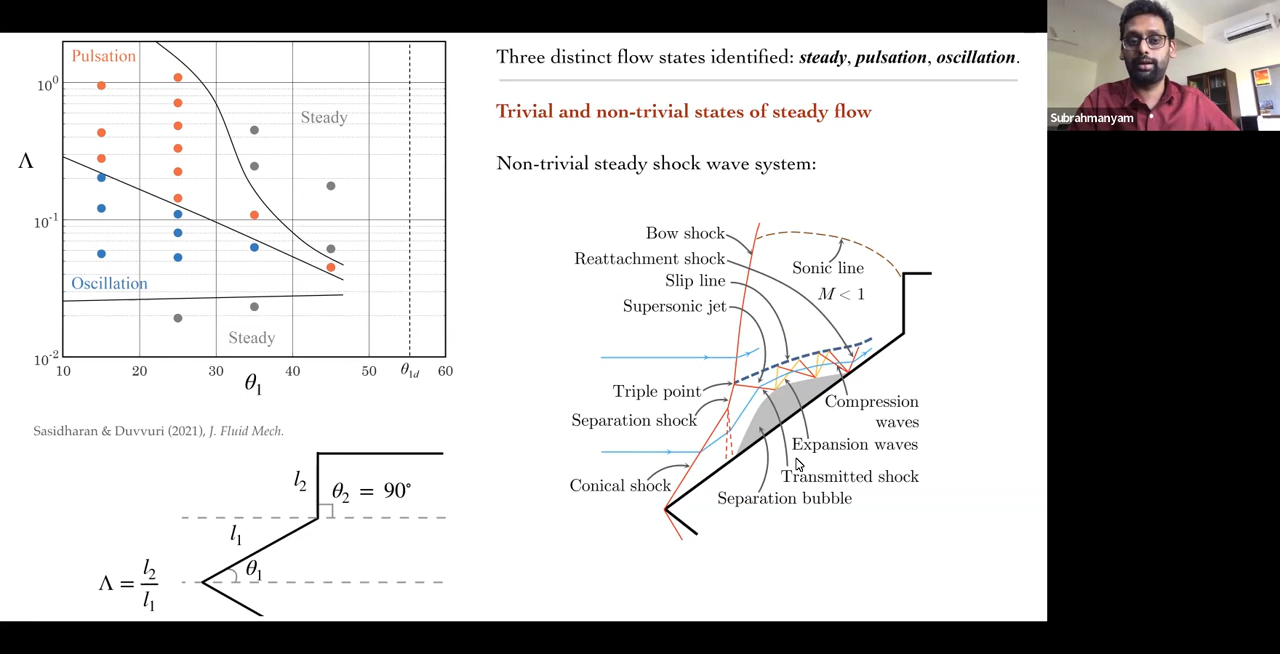 Pulsation
10⁰
Steady
Λ
10⁻¹
Oscillation
Steady
10⁻²
10 20 30 40 50 θ₁d 60
θ₁
Sasidharan & Duvvuri (2021), J. Fluid Mech.
l₂
θ₂ = 90°
l₁
θ₁
Λ = l₂/l₁
Three distinct flow states identified: steady, pulsation, oscillation.
Trivial and non-trivial states of steady flow
Non-trivial steady shock wave system:
Bow shock
Reattachment shock
Slip line
Supersonic jet
Sonic line
M < 1
Triple point
Separation shock
Conical shock
Compression
waves
Expansion waves
Transmitted shock
Separation bubble
Subrahmanyam